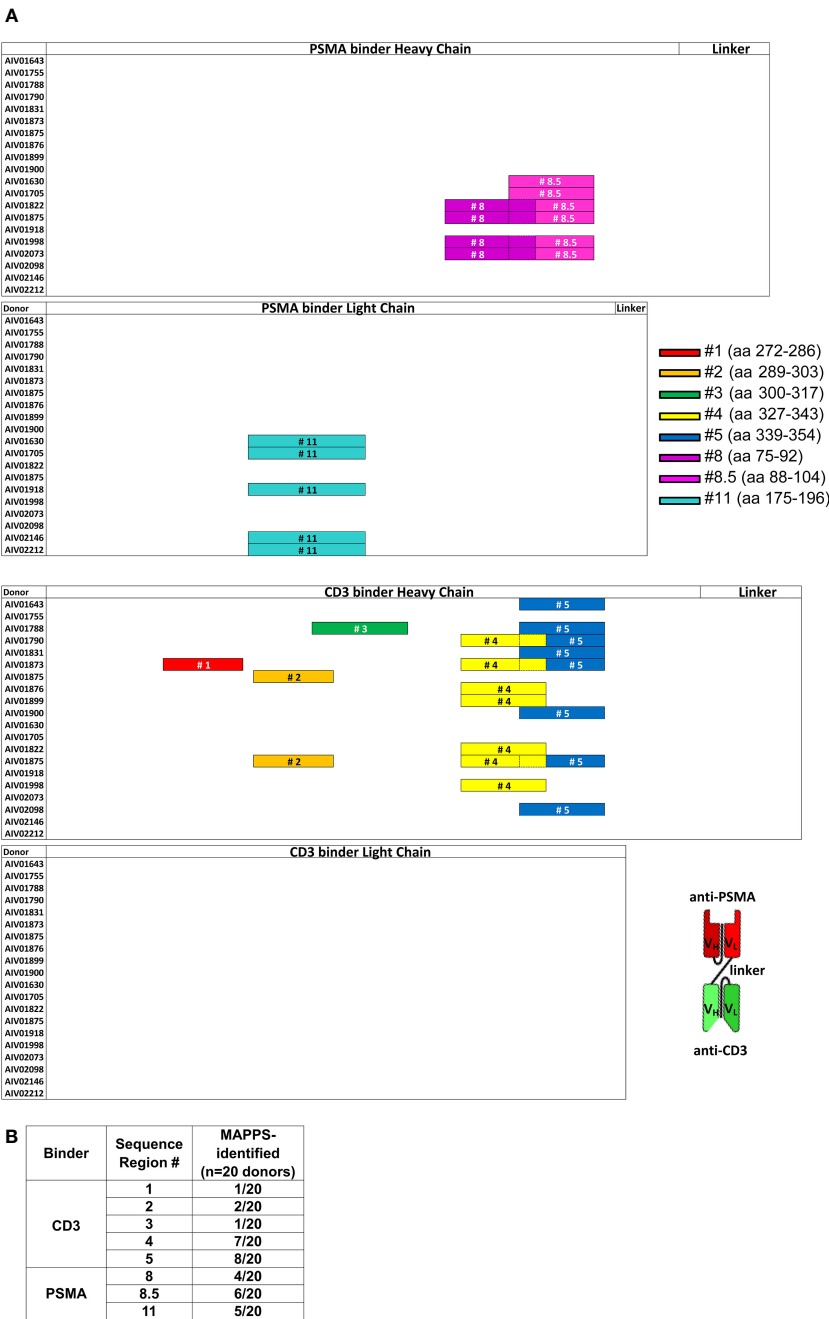 A
PSMA binder Heavy Chain Linker
AIV01643
AIV01755
AIV01788
AIV01790
AIV01831
AIV01873
AIV01875
AIV01876
AIV01899
AIV01900
AIV01630 # 8.5
AIV01705 # 8.5
AIV01822 # 8 # 8.5
AIV01875 # 8 # 8.5
AIV01918
AIV01998 # 8 # 8.5
AIV02073 # 8 # 8.5
AIV02098
AIV02146
AIV02212
Donor PSMA binder Light Chain Linker
AIV01643
AIV01755
AIV01788
AIV01790
AIV01831
AIV01873
AIV01875
AIV01876
AIV01899
AIV01900
AIV01630 # 11
AIV01705 # 11
AIV01822
AIV01875
AIV01918 # 11
AIV01998
AIV02073
AIV02098
AIV02146 # 11
AIV02212 # 11
#1 (aa 272-286)
#2 (aa 289-303)
#3 (aa 300-317)
#4 (aa 327-343)
#5 (aa 339-354)
#8 (aa 75-92)
#8.5 (aa 88-104)
#11 (aa 175-196)
Donor CD3 binder Heavy Chain Linker
AIV01643 # 5
AIV01755
AIV01788 # 3 # 5
AIV01790 # 4 # 5
AIV01831 # 5
AIV01873 # 1 # 4 # 5
AIV01875 # 2
AIV01876 # 4
AIV01899 # 4
AIV01900 # 5
AIV01630
AIV01705
AIV01822 # 4
AIV01875 # 2 # 4 # 5
AIV01918
AIV01998 # 4
AIV02073
AIV02098 # 5
AIV02146
AIV02212
Donor CD3 binder Light Chain
AIV01643
AIV01755
AIV01788
AIV01790
AIV01831
AIV01873
AIV01875
AIV01876
AIV01899
AIV01900
AIV01630
AIV01705
AIV01822
AIV01875
AIV01918
AIV01998
AIV02073
AIV02098
AIV02146
AIV02212
anti-PSMA
VH VL
linker
VH VL
anti-CD3
B
Binder Sequence Region # MAPPS-identified (n=20 donors)
CD3 1 1/20
2 2/20
3 1/20
4 7/20
5 8/20
PSMA 8 4/20
8.5 6/20
11 5/20